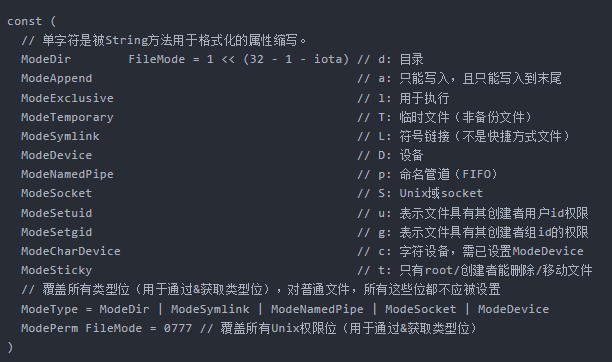 const (
// 单字符是被String方法用于格式化的属性缩写。
ModeDir FileMode = 1 << (32 - 1 - iota) // d: 目录
ModeAppend // a: 只能写入，且只能写入到末尾
ModeExclusive // l: 用于执行
ModeTemporary // T: 临时文件（非备份文件）
ModeSymlink // L: 符号链接（不是快捷方式文件）
ModeDevice // D: 设备
ModeNamedPipe // p: 命名管道（FIFO）
ModeSocket // S: Unix域socket
ModeSetuid // u: 表示文件具有其创建者用户id权限
ModeSetgid // g: 表示文件具有其创建者组id的权限
ModeCharDevice // c: 字符设备，需已设置ModeDevice
ModeSticky // t: 只有root/创建者能删除/移动文件
// 覆盖所有类型位（用于通过&获取类型位），对普通文件，所有这些位都不应被设置
ModeType = ModeDir | ModeSymlink | ModeNamedPipe | ModeSocket | ModeDevice
ModePerm FileMode = 0777 // 覆盖所有Unix权限位（用于通过&获取类型位）
)